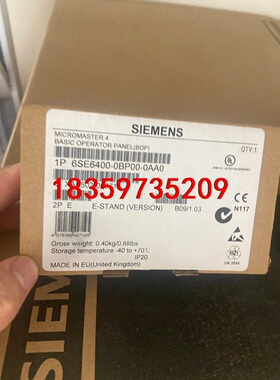 SIEMENS
MICROMASTER 4
BASIC OPERATOR PANEL(BOP)
QTY:1
1P 6SE6400-0BP00-0AA0
18359735209
N117
2P E E-STAND (VERSION) B09/1.03
Gross weight: 0.40kg/0.88lbs
Storage temperature -40 to +70°C
IP20
MADE IN EU(United Kingdom)
SIEM